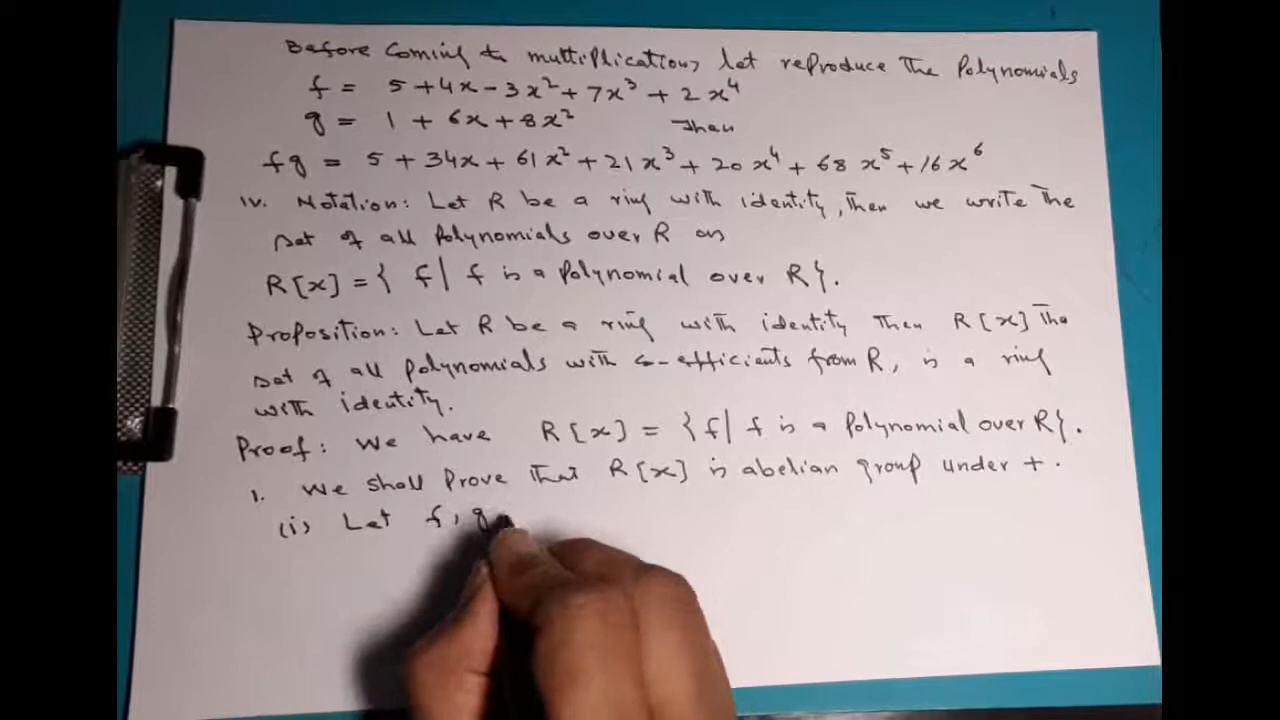 Before Coming to multiplication, let reproduce the Polynomials
f = 5 + 4x - 3x² + 7x³ + 2x⁴
g = 1 + 6x + 8x² Then
fg = 5 + 34x + 61x² + 21x³ + 20x⁴ + 68x⁵ + 16x⁶
iv. Notation: Let R be a ring with identity, then we write the
set of all Polynomials over R as
R[x] = { f | f is a Polynomial over R}.
Proposition: Let R be a ring with identity Then R[x] The
set of all Polynomials with co-efficients from R, is a ring
with identity.
Proof: We have R[x] = {f | f is a Polynomial over R}.
1. We shall Prove that R[x] is abelian group under +.
(i) Let f, g